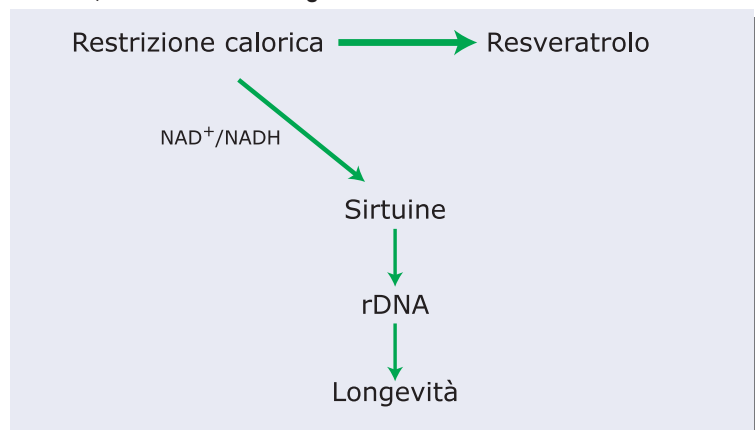 Restrizione calorica Resveratrolo
NAD⁺/NADH
Sirtuine
rDNA
Longevità